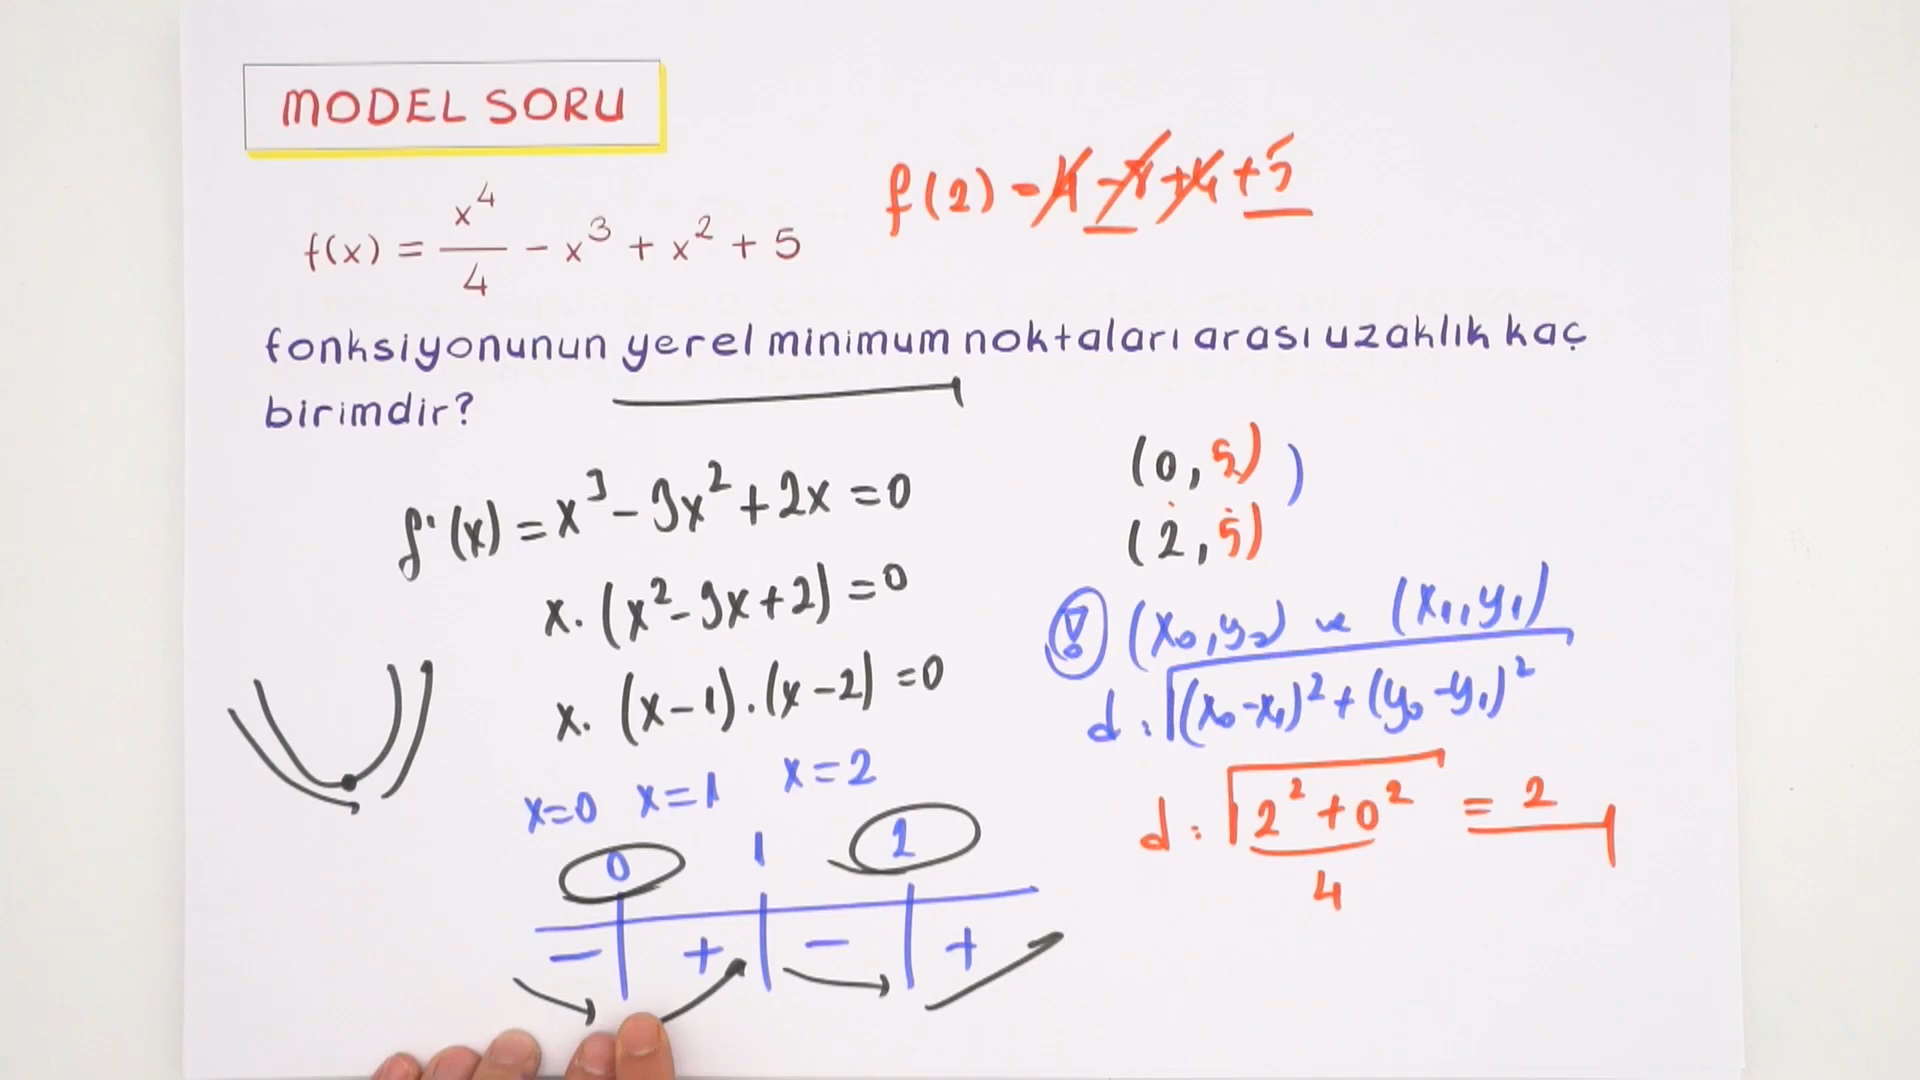 MODEL SORU
f(x) = x⁴/4 - x³ + x² + 5
f(2) = 4 - 8 + 4 + 5
fonksiyonunun yerel minimum noktaları arası uzaklık kaç
birimdir?
f'(x) = x³ - 3x² + 2x = 0
x. (x² - 3x + 2) = 0
x. (x - 1) . (x - 2) = 0
x=0 x=1 x=2
0 1 2
- + - +
(0, 5) )
(2, 5)
! (x₀, y₀) ve (x₁, y₁)
d : √(x₀ - x₁)² + (y₀ - y₁)²
d : √2² + 0² = 2
4